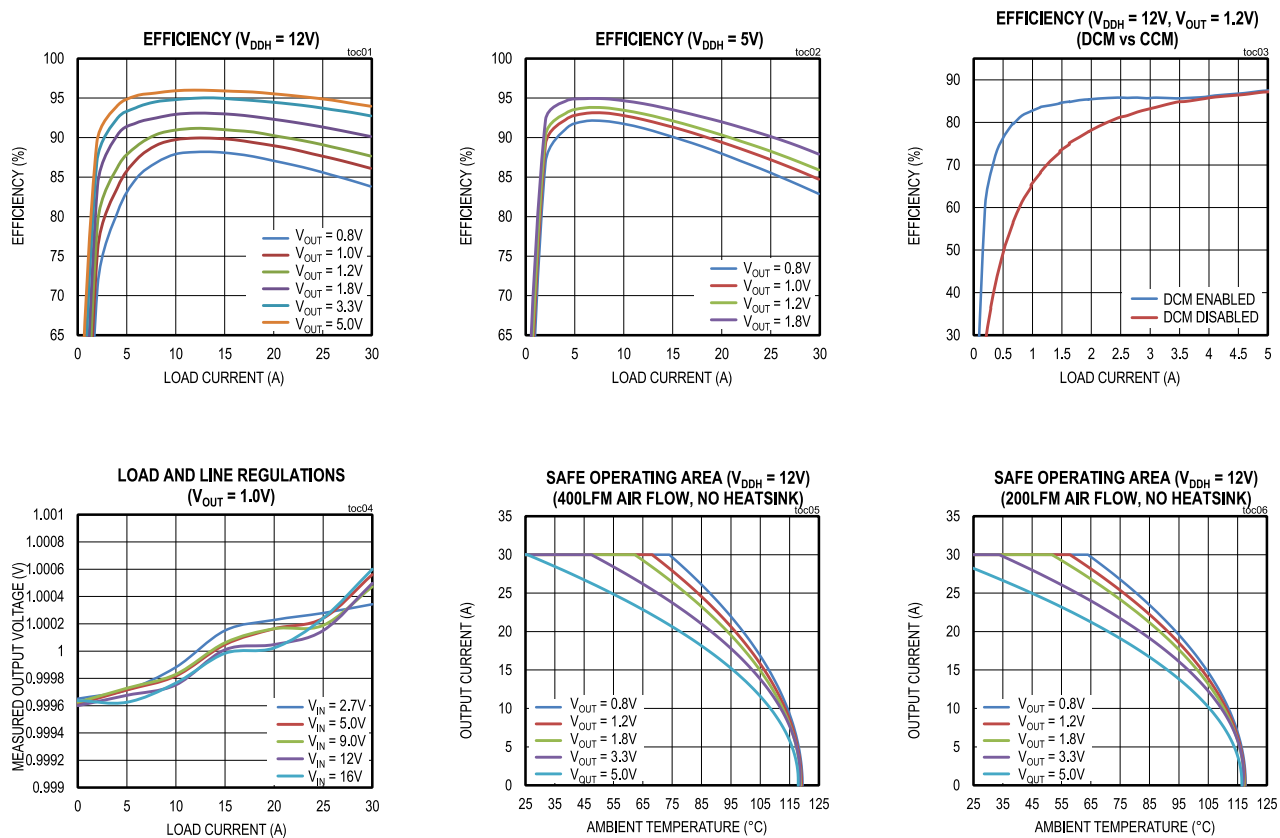 EFFICIENCY (VDDH = 12V)
toc01
EFFICIENCY (%)
100
95
90
85
80
75
70
65
VOUT = 0.8V
VOUT = 1.0V
VOUT = 1.2V
VOUT = 1.8V
VOUT = 3.3V
VOUT = 5.0V
0 5 10 15 20 25 30
LOAD CURRENT (A)
EFFICIENCY (VDDH = 5V)
toc02
EFFICIENCY (%)
100
95
90
85
80
75
70
65
VOUT = 0.8V
VOUT = 1.0V
VOUT = 1.2V
VOUT = 1.8V
0 5 10 15 20 25 30
LOAD CURRENT (A)
EFFICIENCY (VDDH = 12V, VOUT = 1.2V)
(DCM vs CCM)
toc03
EFFICIENCY (%)
90
80
70
60
50
40
30
DCM ENABLED
DCM DISABLED
0 0.5 1 1.5 2 2.5 3 3.5 4 4.5 5
LOAD CURRENT (A)
LOAD AND LINE REGULATIONS
(VOUT = 1.0V)
toc04
MEASURED OUTPUT VOLTAGE (V)
1.001
1.0008
1.0006
1.0004
1.0002
1
0.9998
0.9996
0.9994
0.9992
0.999
VIN = 2.7V
VIN = 5.0V
VIN = 9.0V
VIN = 12V
VIN = 16V
0 5 10 15 20 25 30
LOAD CURRENT (A)
SAFE OPERATING AREA (VDDH = 12V)
(400LFM AIR FLOW, NO HEATSINK)
toc05
OUTPUT CURRENT (A)
35
30
25
20
15
10
5
0
VOUT = 0.8V
VOUT = 1.2V
VOUT = 1.8V
VOUT = 3.3V
VOUT = 5.0V
25 35 45 55 65 75 85 95 105 115 125
AMBIENT TEMPERATURE (°C)
SAFE OPERATING AREA (VDDH = 12V)
(200LFM AIR FLOW, NO HEATSINK)
toc06
OUTPUT CURRENT (A)
35
30
25
20
15
10
5
0
VOUT = 0.8V
VOUT = 1.2V
VOUT = 1.8V
VOUT = 3.3V
VOUT = 5.0V
25 35 45 55 65 75 85 95 105 115 125
AMBIENT TEMPERATURE (°C)